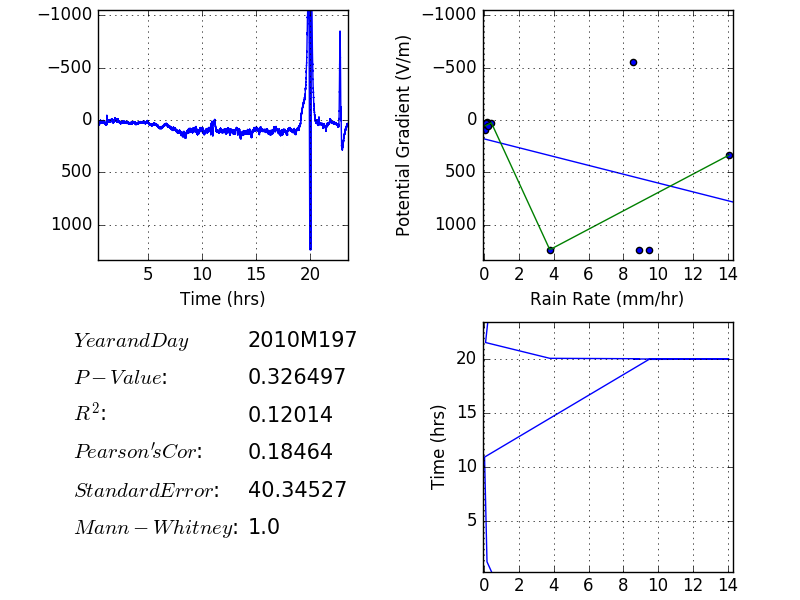 −1000
−500
0
500
1000
5 10 15 20
Time (hrs)
−1000
−500
0
500
1000
Potential Gradient (V/m)
0 2 4 6 8 10 12 14
Rain Rate (mm/hr)
YearandDay 2010M197
P−Value: 0.326497
R²: 0.12014
Pearson'sCor: 0.18464
StandardError: 40.34527
Mann−Whitney: 1.0
20
15
10
5
Time (hrs)
0 2 4 6 8 10 12 14